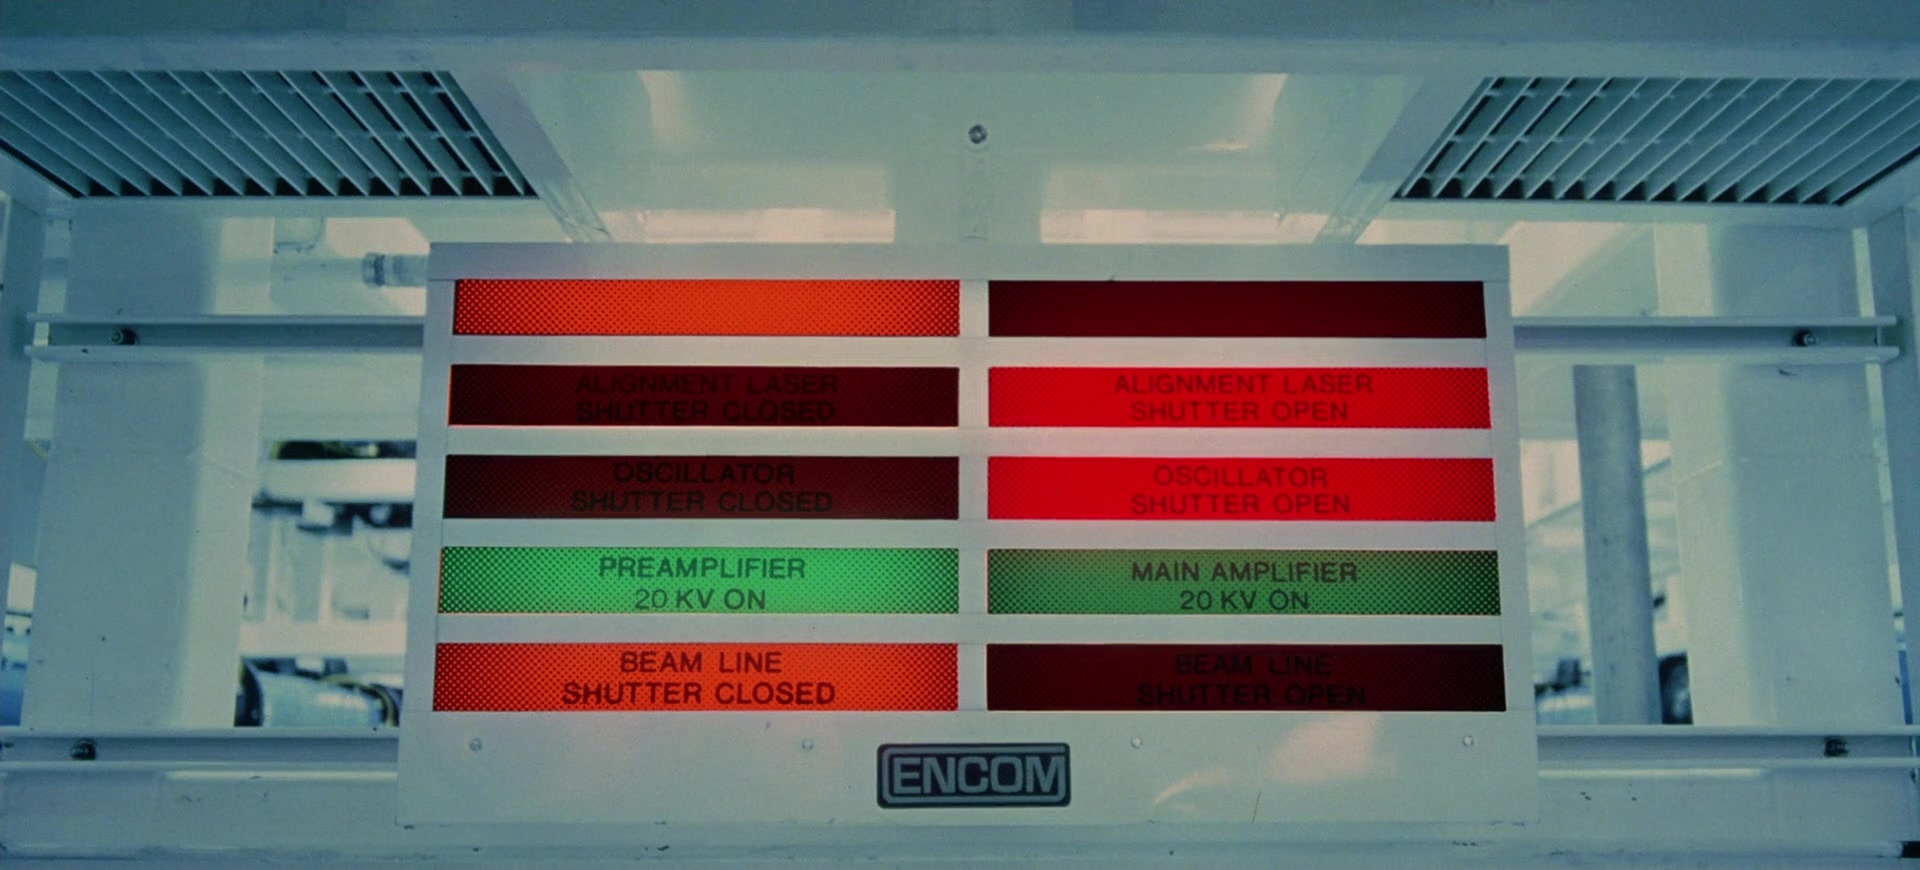 ALIGNMENT LASER
SHUTTER CLOSED
ALIGNMENT LASER
SHUTTER OPEN
OSCILLATOR
SHUTTER CLOSED
OSCILLATOR
SHUTTER OPEN
PREAMPLIFIER
20 KV ON
MAIN AMPLIFIER
20 KV ON
BEAM LINE
SHUTTER CLOSED
BEAM LINE
SHUTTER OPEN
ENCOM